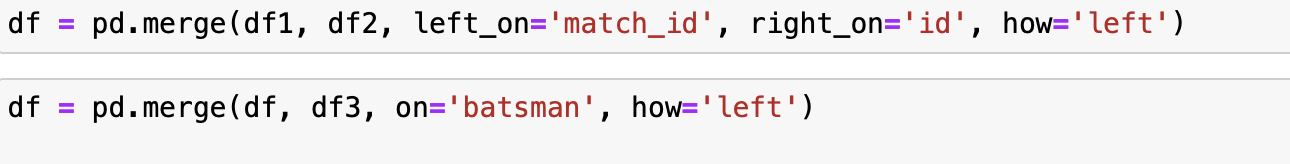 df = pd.merge(df1, df2, left_on='match_id', right_on='id', how='left')
df = pd.merge(df, df3, on='batsman', how='left')